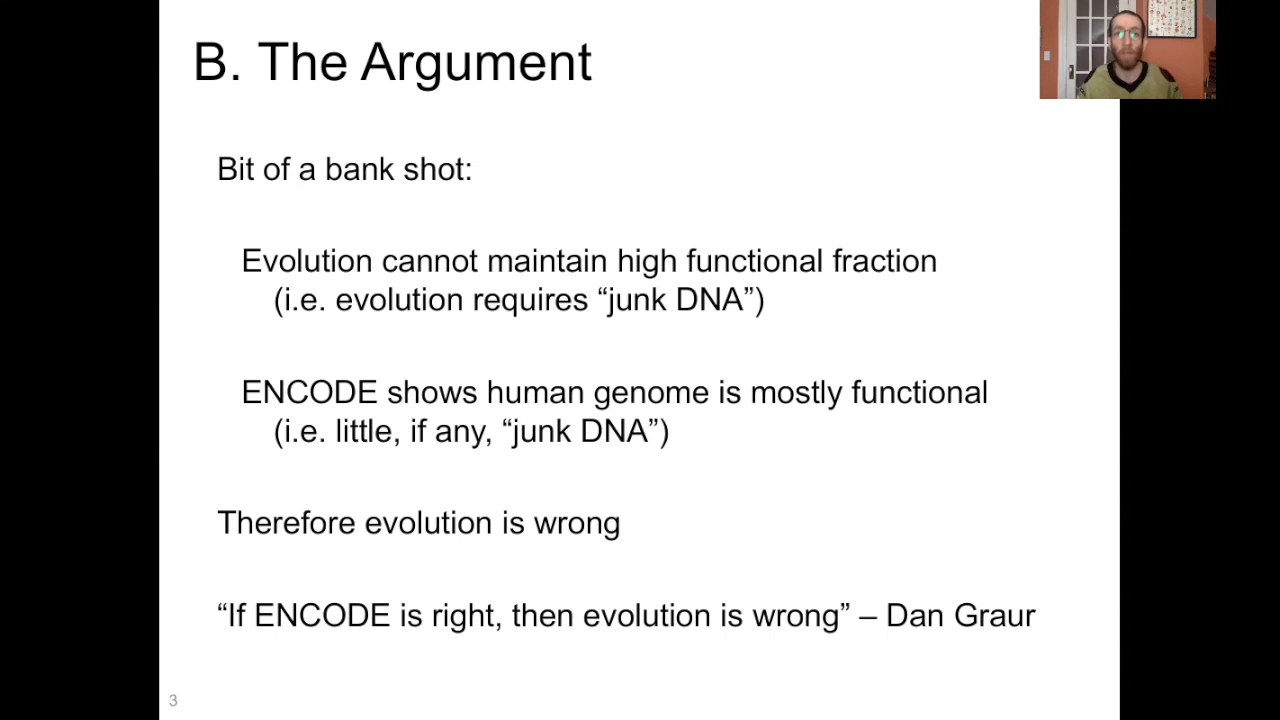 B. The Argument
Bit of a bank shot:
Evolution cannot maintain high functional fraction
(i.e. evolution requires “junk DNA”)
ENCODE shows human genome is mostly functional
(i.e. little, if any, “junk DNA”)
Therefore evolution is wrong
“If ENCODE is right, then evolution is wrong” – Dan Graur
3